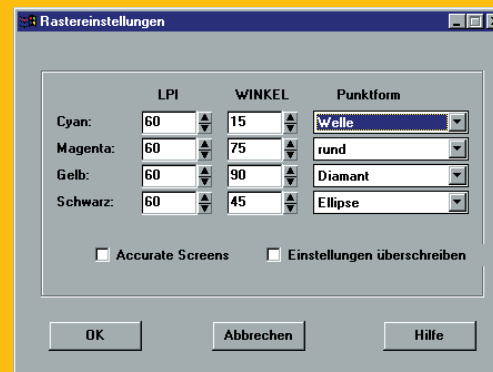 Rastereinstellungen
LPI WINKEL Punktform
Cyan: 60 15 Welle
Magenta: 60 75 rund
Gelb: 60 90 Diamant
Schwarz: 60 45 Ellipse
Accurate Screens Einstellungen überschreiben
OK Abbrechen Hilfe